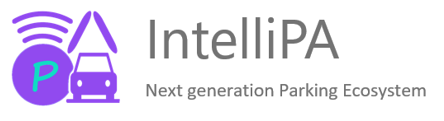 P
IntelliPA
Next generation Parking Ecosystem